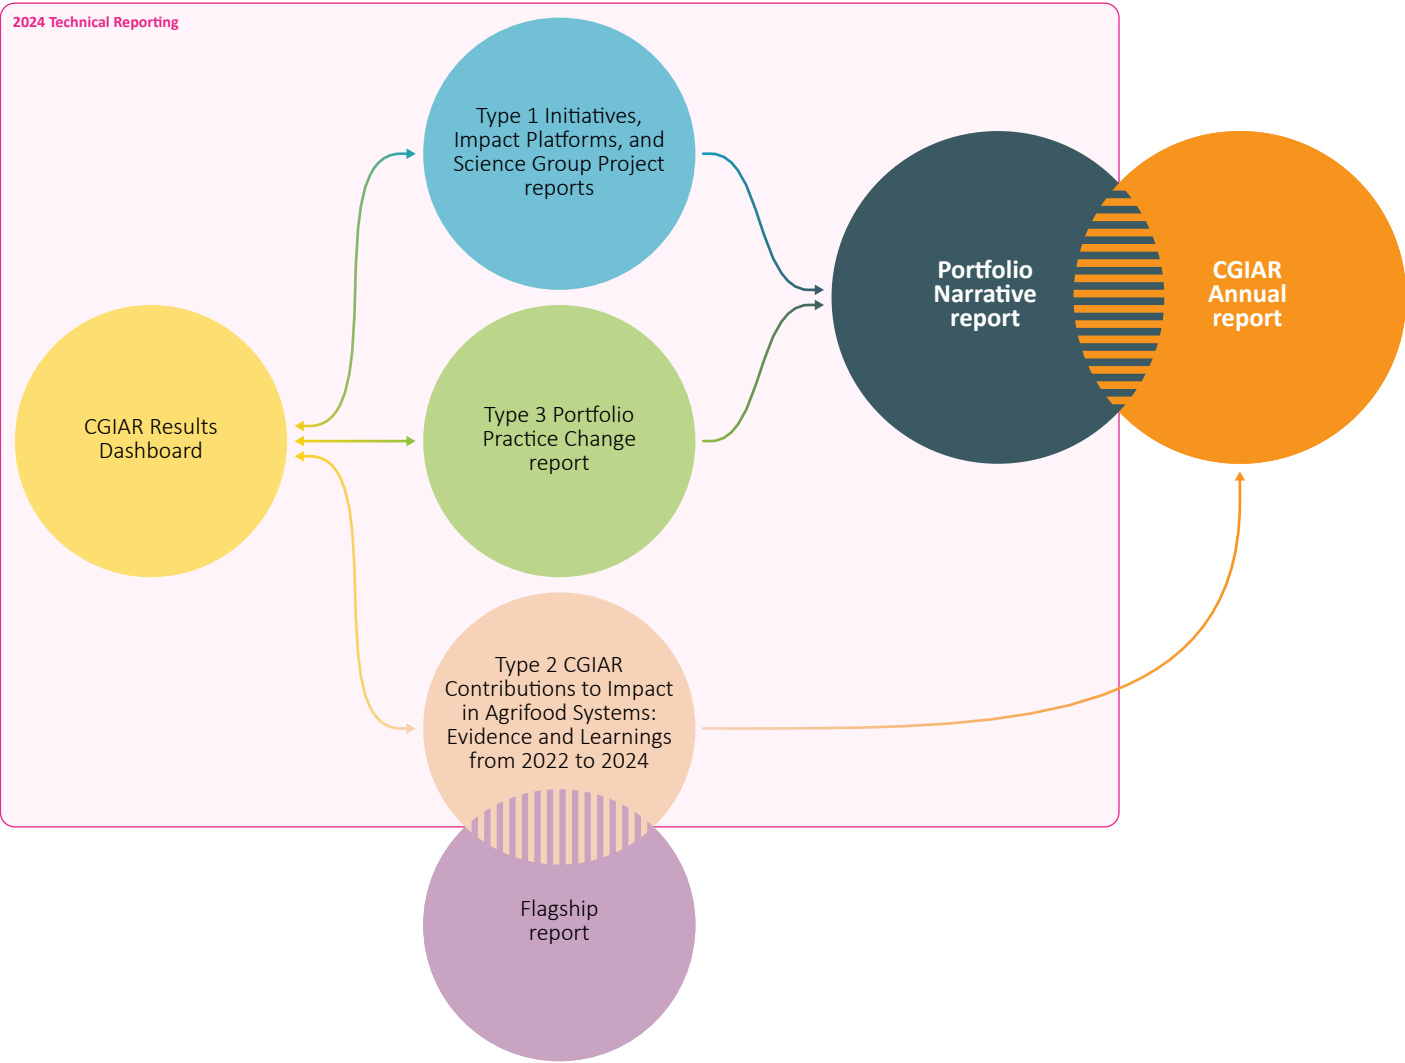 2024 Technical Reporting
Type 1 Initiatives,
Impact Platforms, and
Science Group Project
reports
Portfolio
Narrative
report
CGIAR
Annual
report
CGIAR Results
Dashboard
Type 3 Portfolio
Practice Change
report
Type 2 CGIAR
Contributions to Impact
in Agrifood Systems:
Evidence and Learnings
from 2022 to 2024
Flagship
report